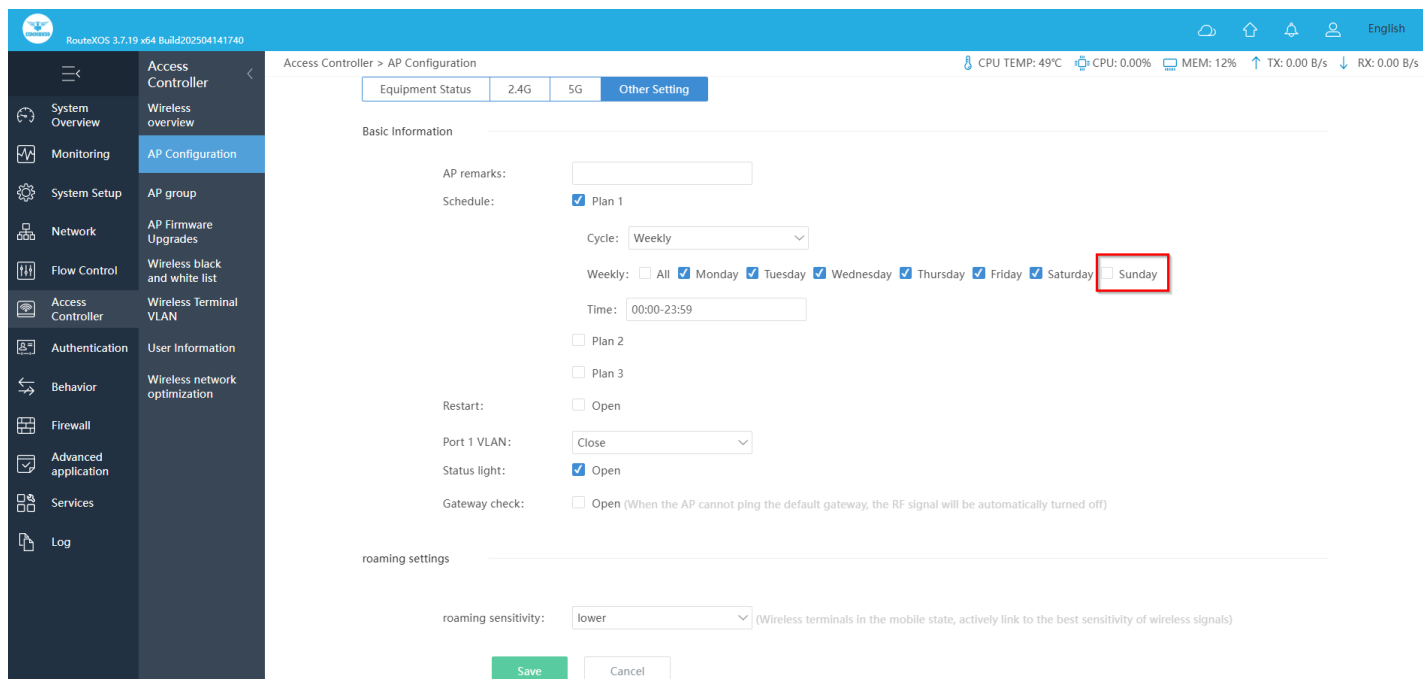 COMMANDO
RouteXOS 3.7.19 x64 Build202504141740
English
Access Controller
Access Controller > AP Configuration
CPU TEMP: 49℃ CPU: 0.00% MEM: 12% TX: 0.00 B/s RX: 0.00 B/s
System Overview
Monitoring
System Setup
Network
Flow Control
Access Controller
Authentication
Behavior
Firewall
Advanced application
Services
Log
Wireless overview
AP Configuration
AP group
AP Firmware Upgrades
Wireless black and white list
Wireless Terminal VLAN
User Information
Wireless network optimization
Equipment Status 2.4G 5G Other Setting
Basic Information
AP remarks:
Schedule: Plan 1
Cycle: Weekly
Weekly: All Monday Tuesday Wednesday Thursday Friday Saturday Sunday
Time: 00:00-23:59
Plan 2
Plan 3
Restart: Open
Port 1 VLAN: Close
Status light: Open
Gateway check: Open (When the AP cannot ping the default gateway, the RF signal will be automatically turned off)
roaming settings
roaming sensitivity: lower (Wireless terminals in the mobile state, actively link to the best sensitivity of wireless signals)
Save Cancel